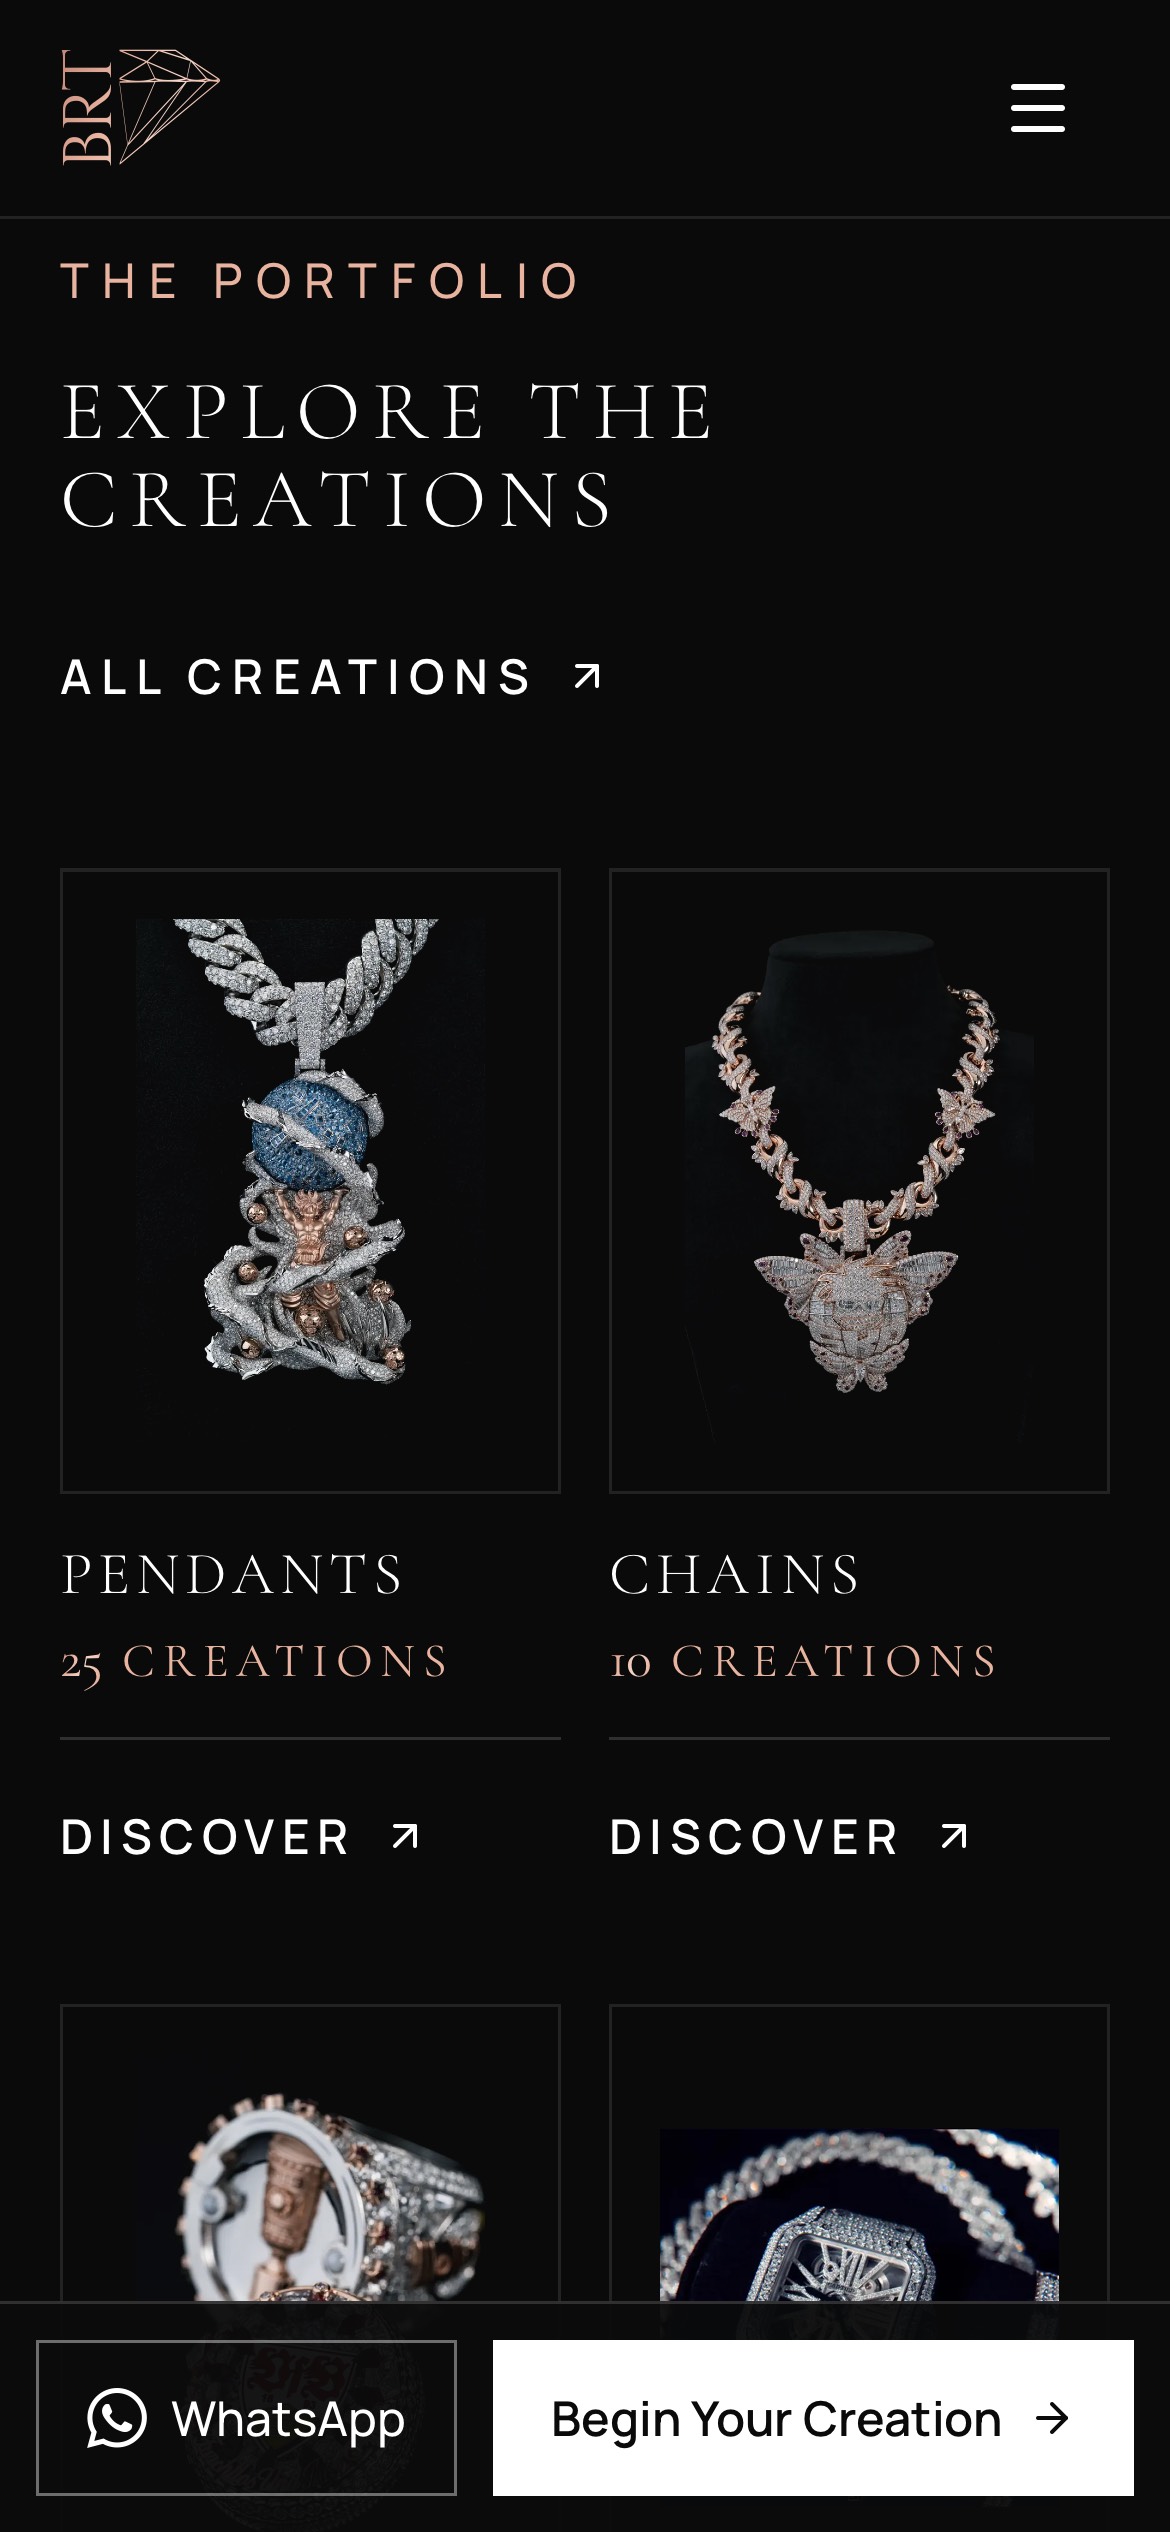 BRT
THE PORTFOLIO
EXPLORE THE
CREATIONS
ALL CREATIONS
PENDANTS
25 CREATIONS
DISCOVER
CHAINS
10 CREATIONS
DISCOVER
WhatsApp
Begin Your Creation